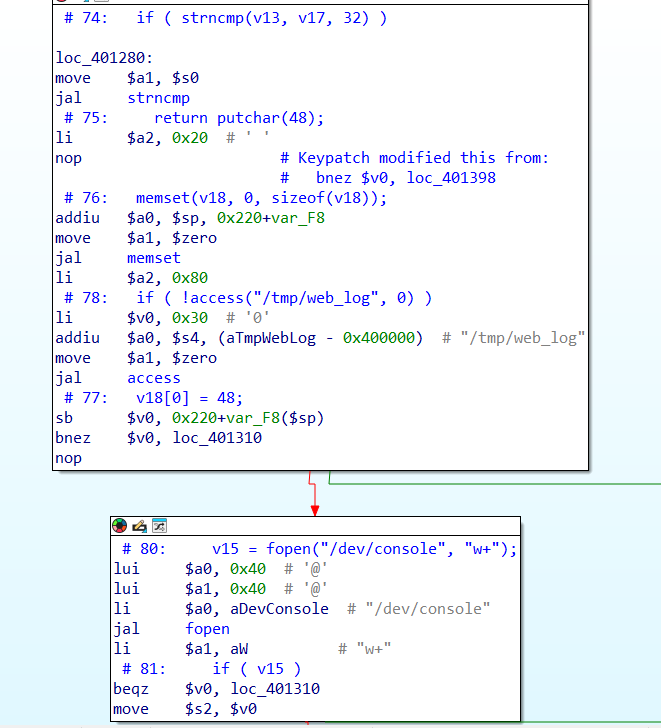 # 74:   if ( strncmp(v13, v17, 32) )
loc_401280:
move    $a1, $s0
jal     strncmp
# 75:     return putchar(48);
li      $a2, 0x20  # ' '
nop                # Keypatch modified this from:
#   bnez $v0, loc_401398
# 76:   memset(v18, 0, sizeof(v18));
addiu   $a0, $sp, 0x220+var_F8
move    $a1, $zero
jal     memset
li      $a2, 0x80
# 78:   if ( !access("/tmp/web_log", 0) )
li      $v0, 0x30  # '0'
addiu   $a0, $s4, (aTmpWebLog - 0x400000)  # "/tmp/web_log"
move    $a1, $zero
jal     access
# 77:   v18[0] = 48;
sb      $v0, 0x220+var_F8($sp)
bnez    $v0, loc_401310
nop
# 80:     v15 = fopen("/dev/console", "w+");
lui     $a0, 0x40  # '@'
lui     $a1, 0x40  # '@'
li      $a0, aDevConsole  # "/dev/console"
jal     fopen
li      $a1, aW           # "w+"
# 81:     if ( v15 )
beqz    $v0, loc_401310
move    $s2, $v0